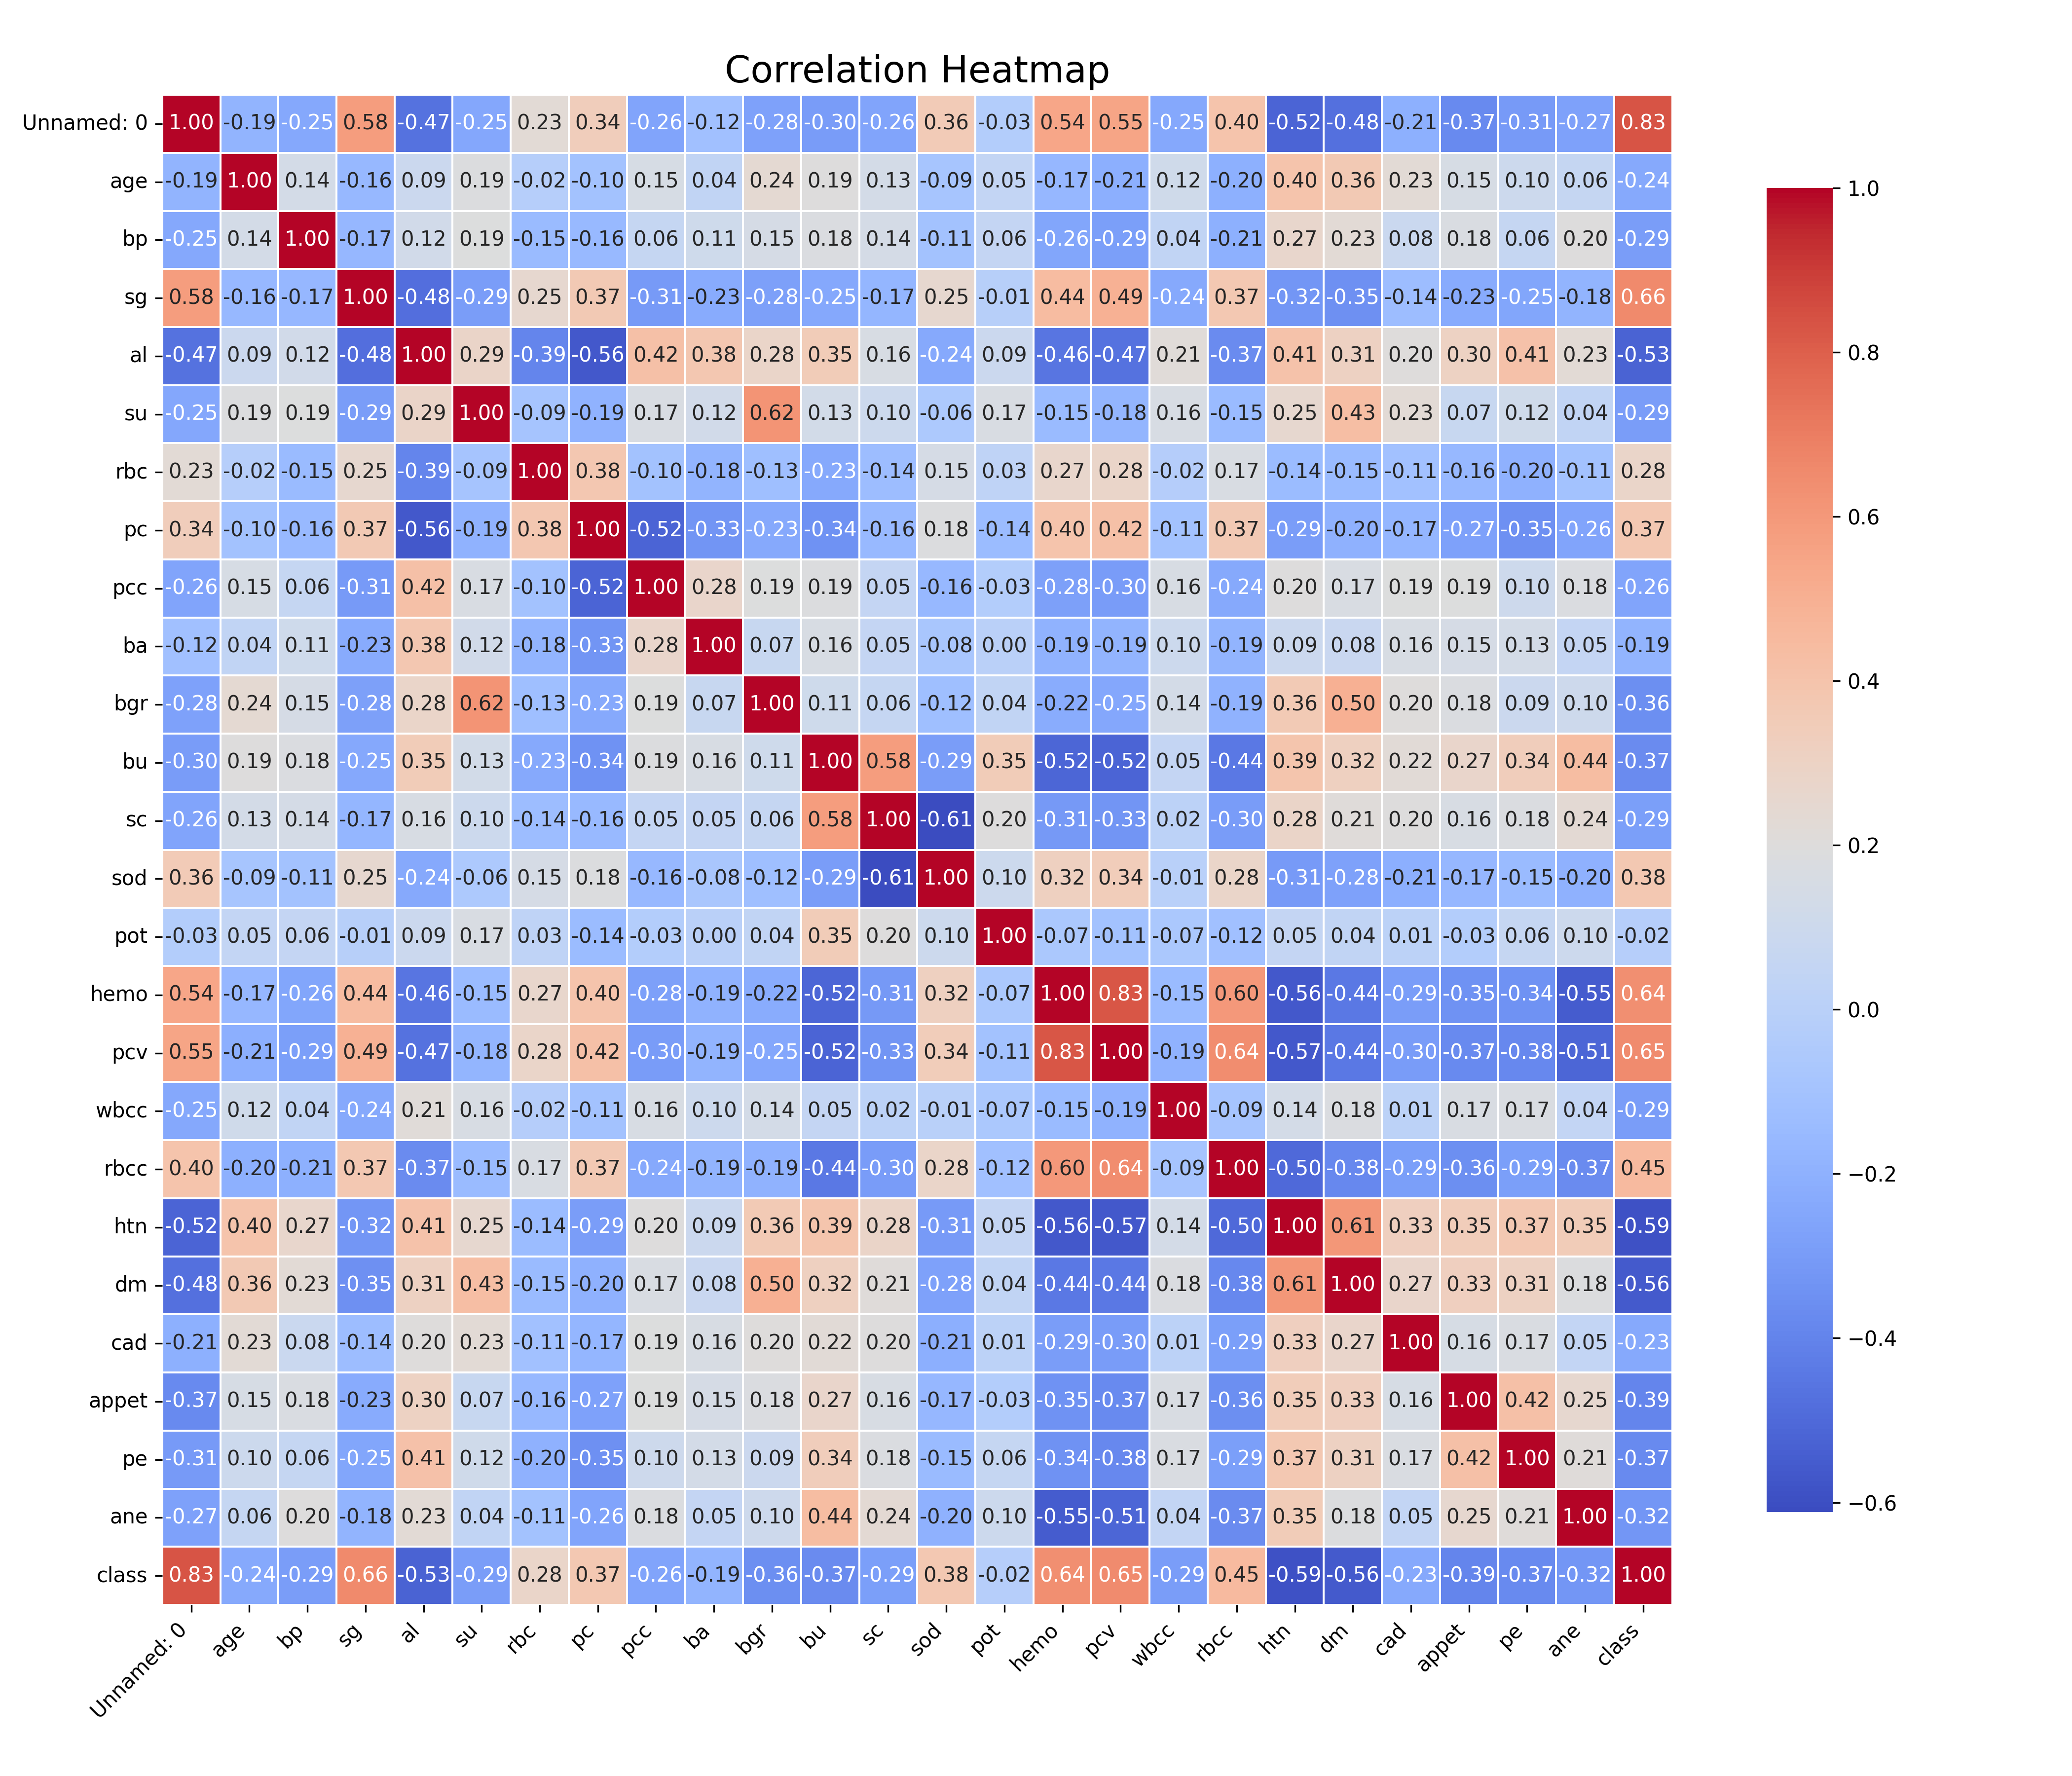 Correlation Heatmap
Unnamed: 0 1.00 -0.19 -0.25 0.58 -0.47 -0.25 0.23 0.34 -0.26 -0.12 -0.28 -0.30 -0.26 0.36 -0.03 0.54 0.55 -0.25 0.40 -0.52 -0.48 -0.21 -0.37 -0.31 -0.27 0.83
age -0.19 1.00 0.14 -0.16 0.09 0.19 -0.02 -0.10 0.15 0.04 0.24 0.19 0.13 -0.09 0.05 -0.17 -0.21 0.12 -0.20 0.40 0.36 0.23 0.15 0.10 0.06 -0.24
bp -0.25 0.14 1.00 -0.17 0.12 0.19 -0.15 -0.16 0.06 0.11 0.15 0.18 0.14 -0.11 0.06 -0.26 -0.29 0.04 -0.21 0.27 0.23 0.08 0.18 0.06 0.20 -0.29
sg 0.58 -0.16 -0.17 1.00 -0.48 -0.29 0.25 0.37 -0.31 -0.23 -0.28 -0.25 -0.17 0.25 -0.01 0.44 0.49 -0.24 0.37 -0.32 -0.35 -0.14 -0.23 -0.25 -0.18 0.66
al -0.47 0.09 0.12 -0.48 1.00 0.29 -0.39 -0.56 0.42 0.38 0.28 0.35 0.16 -0.24 0.09 -0.46 -0.47 0.21 -0.37 0.41 0.31 0.20 0.30 0.41 0.23 -0.53
su -0.25 0.19 0.19 -0.29 0.29 1.00 -0.09 -0.19 0.17 0.12 0.62 0.13 0.10 -0.06 0.17 -0.15 -0.18 0.16 -0.15 0.25 0.43 0.23 0.07 0.12 0.04 -0.29
rbc 0.23 -0.02 -0.15 0.25 -0.39 -0.09 1.00 0.38 -0.10 -0.18 -0.13 -0.23 -0.14 0.15 0.03 0.27 0.28 -0.02 0.17 -0.14 -0.15 -0.11 -0.16 -0.20 -0.11 0.28
pc 0.34 -0.10 -0.16 0.37 -0.56 -0.19 0.38 1.00 -0.52 -0.33 -0.23 -0.34 -0.16 0.18 -0.14 0.40 0.42 -0.11 0.37 -0.29 -0.20 -0.17 -0.27 -0.35 -0.26 0.37
pcc -0.26 0.15 0.06 -0.31 0.42 0.17 -0.10 -0.52 1.00 0.28 0.19 0.19 0.05 -0.16 -0.03 -0.28 -0.30 0.16 -0.24 0.20 0.17 0.19 0.19 0.10 0.18 -0.26
ba -0.12 0.04 0.11 -0.23 0.38 0.12 -0.18 -0.33 0.28 1.00 0.07 0.16 0.05 -0.08 0.00 -0.19 -0.19 0.10 -0.19 0.09 0.08 0.16 0.15 0.13 0.05 -0.19
bgr -0.28 0.24 0.15 -0.28 0.28 0.62 -0.13 -0.23 0.19 0.07 1.00 0.11 0.06 -0.12 0.04 -0.22 -0.25 0.14 -0.19 0.36 0.50 0.20 0.18 0.09 0.10 -0.36
bu -0.30 0.19 0.18 -0.25 0.35 0.13 -0.23 -0.34 0.19 0.16 0.11 1.00 0.58 -0.29 0.35 -0.52 -0.52 0.05 -0.44 0.39 0.32 0.22 0.27 0.34 0.44 -0.37
sc -0.26 0.13 0.14 -0.17 0.16 0.10 -0.14 -0.16 0.05 0.05 0.06 0.58 1.00 -0.61 0.20 -0.31 -0.33 0.02 -0.30 0.28 0.21 0.20 0.16 0.18 0.24 -0.29
sod 0.36 -0.09 -0.11 0.25 -0.24 -0.06 0.15 0.18 -0.16 -0.08 -0.12 -0.29 -0.61 1.00 0.10 0.32 0.34 -0.01 0.28 -0.31 -0.28 -0.21 -0.17 -0.15 -0.20 0.38
pot -0.03 0.05 0.06 -0.01 0.09 0.17 0.03 -0.14 -0.03 0.00 0.04 0.35 0.20 0.10 1.00 -0.07 -0.11 -0.07 -0.12 0.05 0.04 0.01 -0.03 0.06 0.10 -0.02
hemo 0.54 -0.17 -0.26 0.44 -0.46 -0.15 0.27 0.40 -0.28 -0.19 -0.22 -0.52 -0.31 0.32 -0.07 1.00 0.83 -0.15 0.60 -0.56 -0.44 -0.29 -0.35 -0.34 -0.55 0.64
pcv 0.55 -0.21 -0.29 0.49 -0.47 -0.18 0.28 0.42 -0.30 -0.19 -0.25 -0.52 -0.33 0.34 -0.11 0.83 1.00 -0.19 0.64 -0.57 -0.44 -0.30 -0.37 -0.38 -0.51 0.65
wbcc -0.25 0.12 0.04 -0.24 0.21 0.16 -0.02 -0.11 0.16 0.10 0.14 0.05 0.02 -0.01 -0.07 -0.15 -0.19 1.00 -0.09 0.14 0.18 0.01 0.17 0.17 0.04 -0.29
rbcc 0.40 -0.20 -0.21 0.37 -0.37 -0.15 0.17 0.37 -0.24 -0.19 -0.19 -0.44 -0.30 0.28 -0.12 0.60 0.64 -0.09 1.00 -0.50 -0.38 -0.29 -0.36 -0.29 -0.37 0.45
htn -0.52 0.40 0.27 -0.32 0.41 0.25 -0.14 -0.29 0.20 0.09 0.36 0.39 0.28 -0.31 0.05 -0.56 -0.57 0.14 -0.50 1.00 0.61 0.33 0.35 0.37 0.35 -0.59
dm -0.48 0.36 0.23 -0.35 0.31 0.43 -0.15 -0.20 0.17 0.08 0.50 0.32 0.21 -0.28 0.04 -0.44 -0.44 0.18 -0.38 0.61 1.00 0.27 0.33 0.31 0.18 -0.56
cad -0.21 0.23 0.08 -0.14 0.20 0.23 -0.11 -0.17 0.19 0.16 0.20 0.22 0.20 -0.21 0.01 -0.29 -0.30 0.01 -0.29 0.33 0.27 1.00 0.16 0.17 0.05 -0.23
appet -0.37 0.15 0.18 -0.23 0.30 0.07 -0.16 -0.27 0.19 0.15 0.18 0.27 0.16 -0.17 -0.03 -0.35 -0.37 0.17 -0.36 0.35 0.33 0.16 1.00 0.42 0.25 -0.39
pe -0.31 0.10 0.06 -0.25 0.41 0.12 -0.20 -0.35 0.10 0.13 0.09 0.34 0.18 -0.15 0.06 -0.34 -0.38 0.17 -0.29 0.37 0.31 0.17 0.42 1.00 0.21 -0.37
ane -0.27 0.06 0.20 -0.18 0.23 0.04 -0.11 -0.26 0.18 0.05 0.10 0.44 0.24 -0.20 0.10 -0.55 -0.51 0.04 -0.37 0.35 0.18 0.05 0.25 0.21 1.00 -0.32
class 0.83 -0.24 -0.29 0.66 -0.53 -0.29 0.28 0.37 -0.26 -0.19 -0.36 -0.37 -0.29 0.38 -0.02 0.64 0.65 -0.29 0.45 -0.59 -0.56 -0.23 -0.39 -0.37 -0.32 1.00
Unnamed: 0 age bp sg al su rbc pc pcc ba bgr bu sc sod pot hemo pcv wbcc rbcc htn dm cad appet pe ane class
1.0
0.8
0.6
0.4
0.2
0.0
−0.2
−0.4
−0.6